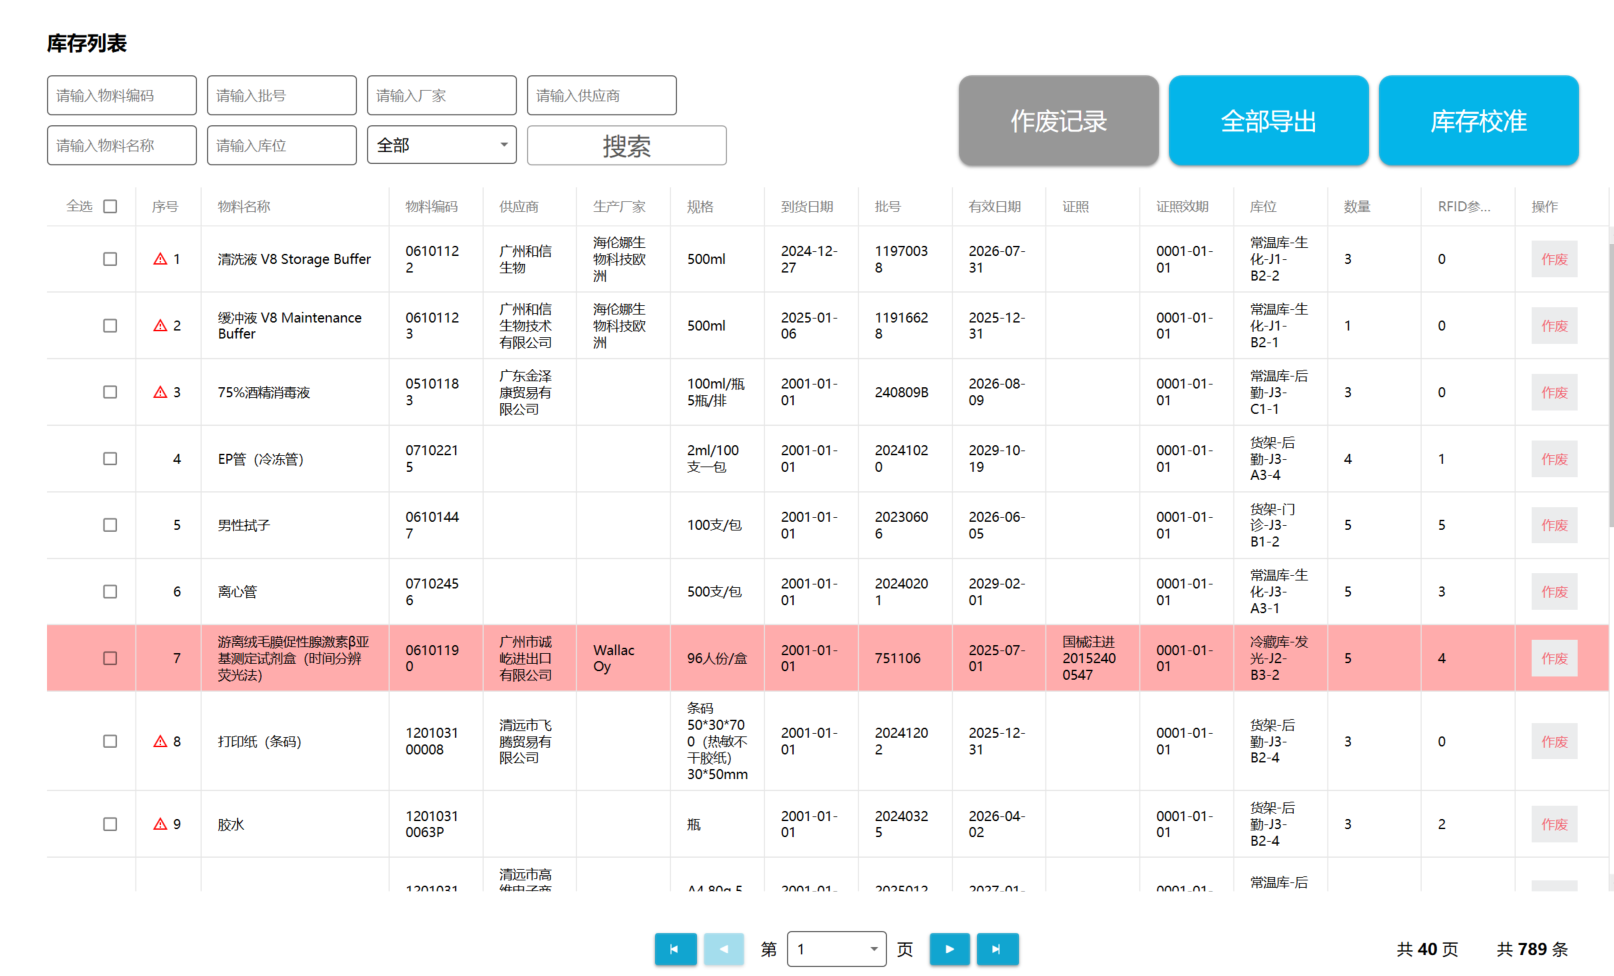 库存列表
请输入物料编码 请输入批号 请输入厂家 请输入供应商
作废记录 全部导出 库存校准
请输入物料名称 请输入库位 全部 搜索
全选 序号 物料名称 物料编码 供应商 生产厂家 规格 到货日期 批号 有效日期 证照 证照效期 库位 数量 RFID参... 操作
1 清洗液 V8 Storage Buffer 06101122 广州和信生物 海伦娜生物科技欧洲 500ml 2024-12-27 11970038 2026-07-31 0001-01-01 常温库-生化-J1-B2-2 3 0 作废
2 缓冲液 V8 Maintenance Buffer 06101123 广州和信生物技术有限公司 海伦娜生物科技欧洲 500ml 2025-01-06 11916628 2025-12-31 0001-01-01 常温库-生化-J1-B2-1 1 0 作废
3 75%酒精消毒液 05101183 广东金泽康贸易有限公司 100ml/瓶 5瓶/排 2001-01-01 240809B 2026-08-09 0001-01-01 常温库-后勤-J3-C1-1 3 0 作废
4 EP管（冷冻管） 07102215 2ml/100支一包 2001-01-01 20241020 2029-10-19 0001-01-01 货架-后勤-J3-A3-4 4 1 作废
5 男性拭子 06101447 100支/包 2001-01-01 20230606 2026-06-05 0001-01-01 货架-门诊-J3-B1-2 5 5 作废
6 离心管 07102456 500支/包 2001-01-01 20240201 2029-02-01 0001-01-01 常温库-生化-J3-A3-1 5 3 作废
7 游离绒毛膜促性腺激素β亚基测定试剂盒（时间分辨荧光法） 06101190 广州市诚屹进出口有限公司 Wallac Oy 96人份/盒 2001-01-01 751106 2025-07-01 国械注进20152400547 0001-01-01 冷藏库-发光-J2-B3-2 5 4 作废
8 打印纸（条码） 120103100008 清远市飞腾贸易有限公司 条码 50*30*700（热敏不干胶纸）30*50mm 2001-01-01 20241202 2025-12-31 0001-01-01 货架-后勤-J3-B2-4 3 0 作废
9 胶水 12010310063P 瓶 2001-01-01 20240325 2026-04-02 0001-01-01 货架-后勤-J3-B2-4 3 2 作废
1201031 清远市高维电子商 A4 80g 5 2001-01- 2025012 2027-01- 0001-01- 常温库-后
第 1 页 共 40 页 共 789 条